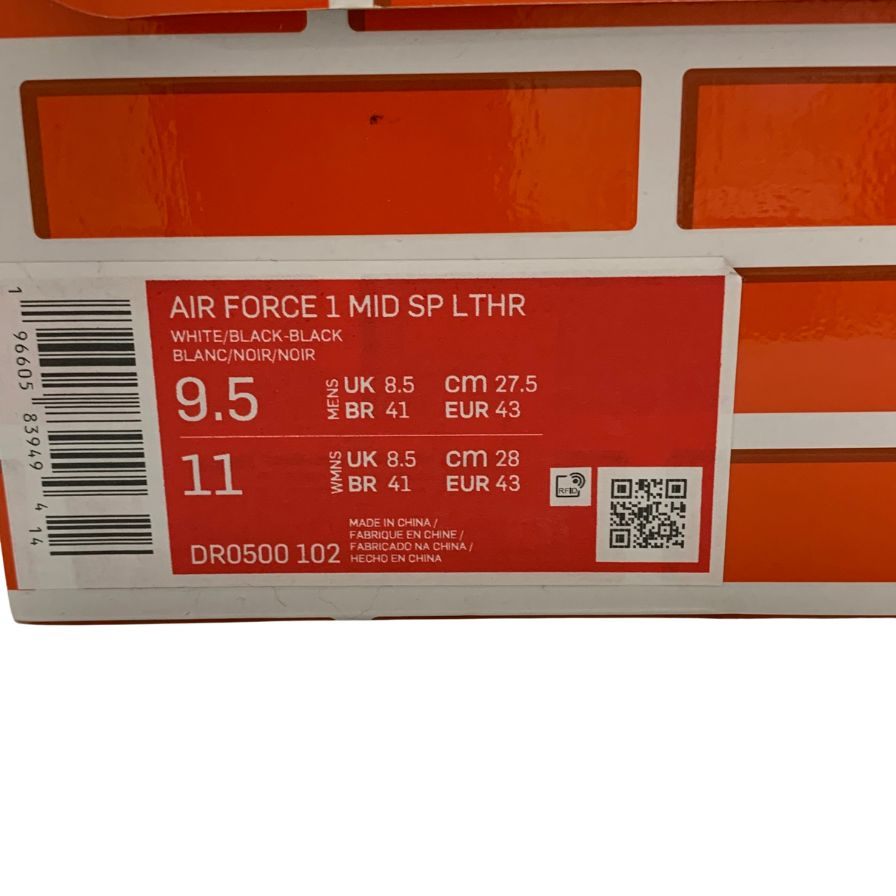 AIR FORCE 1 MID SP LTHR
WHITE/BLACK-BLACK
BLANC/NOIR/NOIR
9.5 MENS UK 8.5 cm 27.5
BR 41 EUR 43
11 WMNS UK 8.5 cm 28
BR 41 EUR 43
RFID
MADE IN CHINA /
FABRIQUE EN CHINE /
FABRICADO NA CHINA /
HECHO EN CHINA
DR0500 102
1 96605 83949 4 14